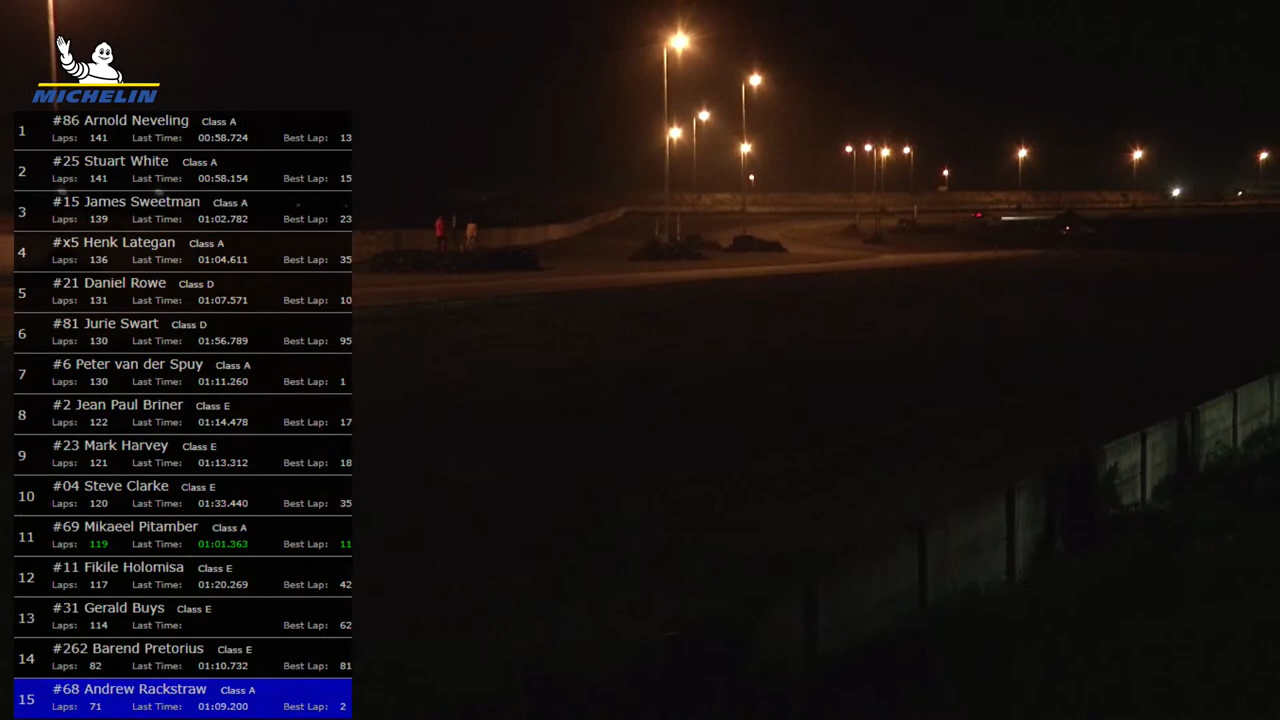 MICHELIN
1 #86 Arnold Neveling Class A
Laps: 141 Last Time: 00:58.724 Best Lap: 13
2 #25 Stuart White Class A
Laps: 141 Last Time: 00:58.154 Best Lap: 15
3 #15 James Sweetman Class A
Laps: 139 Last Time: 01:02.782 Best Lap: 23
4 #x5 Henk Lategan Class A
Laps: 136 Last Time: 01:04.611 Best Lap: 35
5 #21 Daniel Rowe Class D
Laps: 131 Last Time: 01:07.571 Best Lap: 10
6 #81 Jurie Swart Class D
Laps: 130 Last Time: 01:56.789 Best Lap: 95
7 #6 Peter van der Spuy Class A
Laps: 130 Last Time: 01:11.260 Best Lap: 1
8 #2 Jean Paul Briner Class E
Laps: 122 Last Time: 01:14.478 Best Lap: 17
9 #23 Mark Harvey Class E
Laps: 121 Last Time: 01:13.312 Best Lap: 18
10 #04 Steve Clarke Class E
Laps: 120 Last Time: 01:33.440 Best Lap: 35
11 #69 Mikaeel Pitamber Class A
Laps: 119 Last Time: 01:01.363 Best Lap: 11
12 #11 Fikile Holomisa Class E
Laps: 117 Last Time: 01:20.269 Best Lap: 42
13 #31 Gerald Buys Class E
Laps: 114 Last Time: Best Lap: 62
14 #262 Barend Pretorius Class E
Laps: 82 Last Time: 01:10.732 Best Lap: 81
15 #68 Andrew Rackstraw Class A
Laps: 71 Last Time: 01:09.200 Best Lap: 2